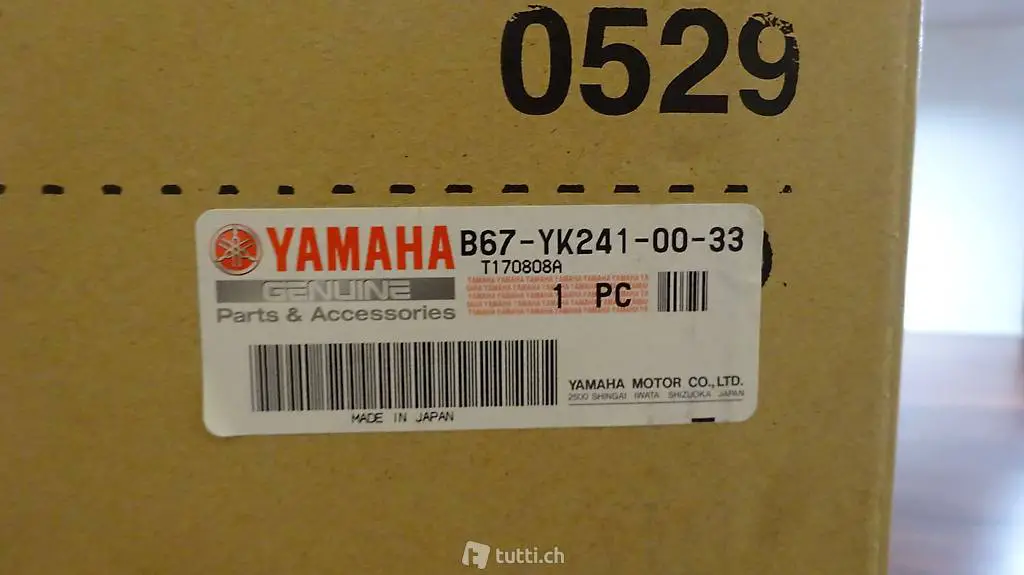 0529
YAMAHA B67-YK241-00-33
T170808A
GENUINE 1 PC
Parts & Accessories
YAMAHA MOTOR CO.,LTD.
2500 SHINGAI IWATA SHIZUOKA JAPAN
MADE IN JAPAN
tutti.ch